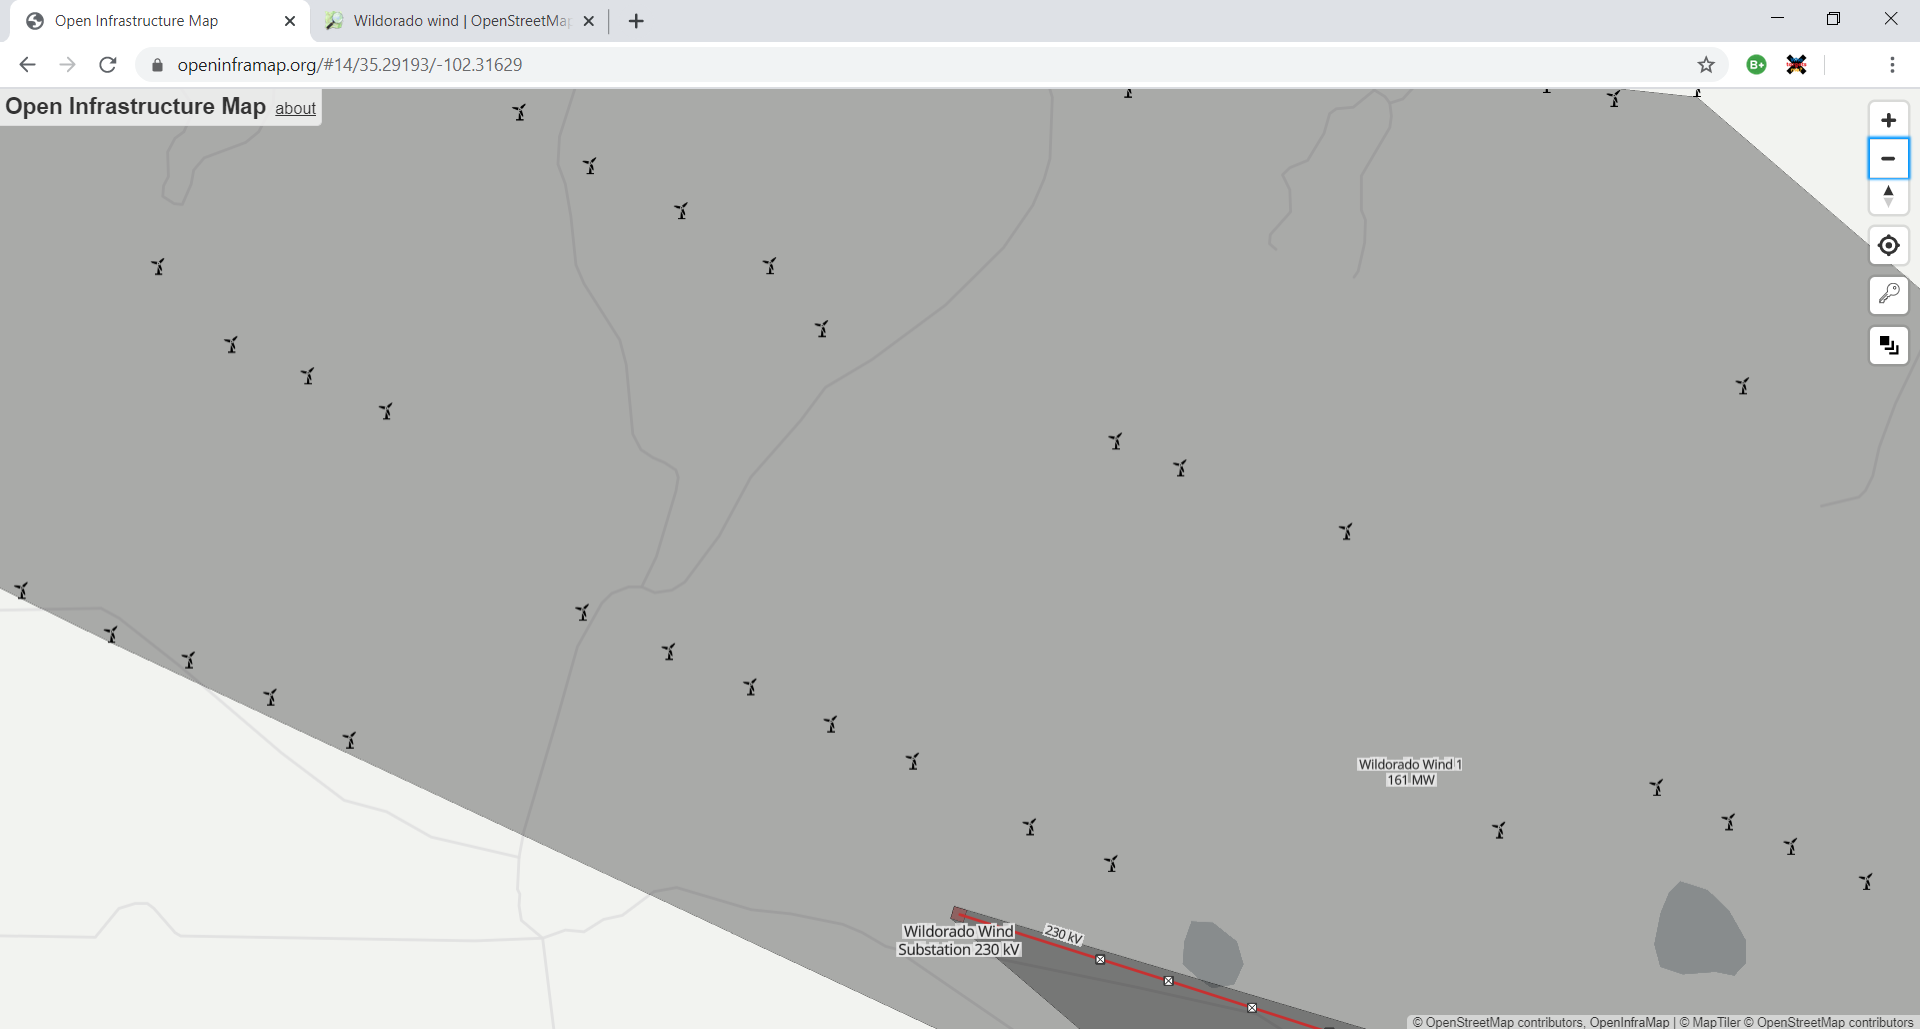 Open Infrastructure Map
Wildorado wind | OpenStreetMap
openinframap.org/#14/35.29193/-102.31629
B+
Open Infrastructure Map about
Wildorado Wind 1
161 MW
Wildorado Wind
Substation 230 kV
230 kV
© OpenStreetMap contributors, OpenInfraMap | © MapTiler © OpenStreetMap contributors